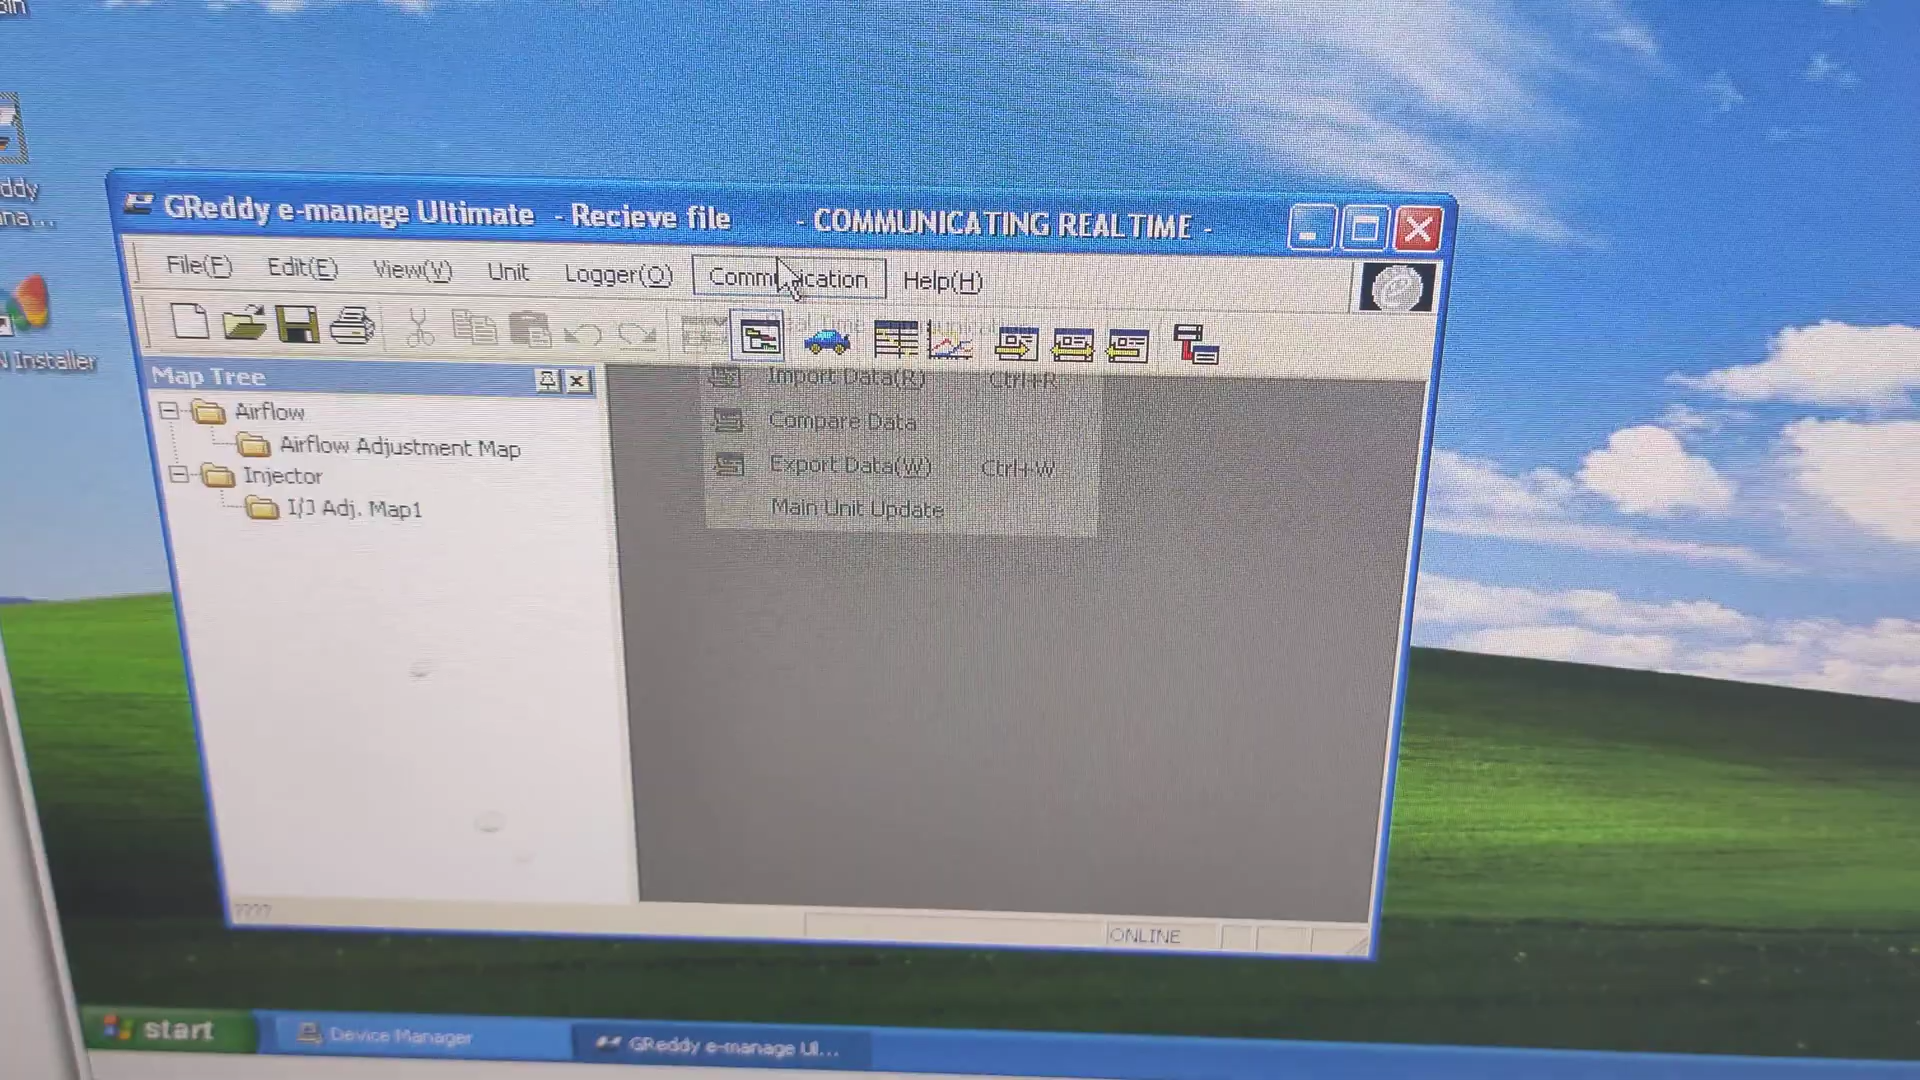 GReddy e-manage Ultimate - Recieve file - COMMUNICATING REALTIME -
File(F) Edit(E) View(V) Unit Logger(O) Communication Help(H)
Map Tree
Airflow
Airflow Adjustment Map
Injector
I/J Adj. Map1
Import Data(R) Ctrl+R
Compare Data
Export Data(W) Ctrl+W
Main Unit Update
Installer
????
ONLINE
start
Device Manager
GReddy e-manage Ul...